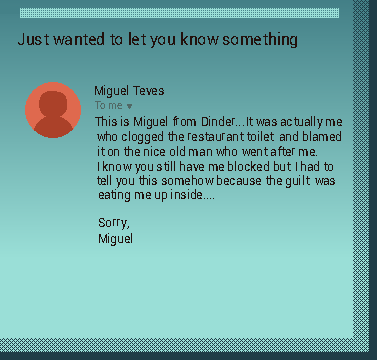 Just wanted to let you know something
Miguel Teves
To me ▼
This is Miguel from Dinder...It was actually me
who clogged the restaurant toilet and blamed
it on the nice old man who went after me.
I know you still have me blocked but I had to
tell you this somehow because the guilt was
eating me up inside....
Sorry,
Miguel